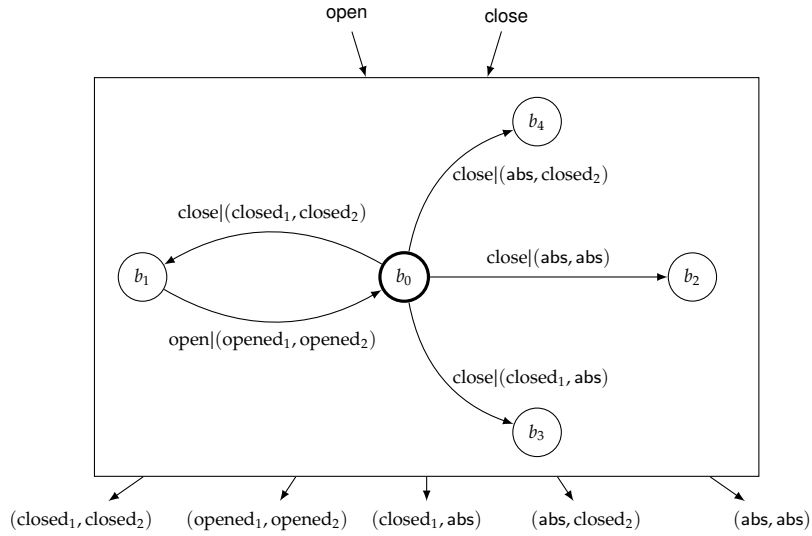 open close
b₄
close|(abs, closed₂)
close|(closed₁, closed₂)
close|(abs, abs)
b₁ b₀ b₂
open|(opened₁, opened₂)
close|(closed₁, abs)
b₃
(closed₁, closed₂) (opened₁, opened₂) (closed₁, abs) (abs, closed₂) (abs, abs)